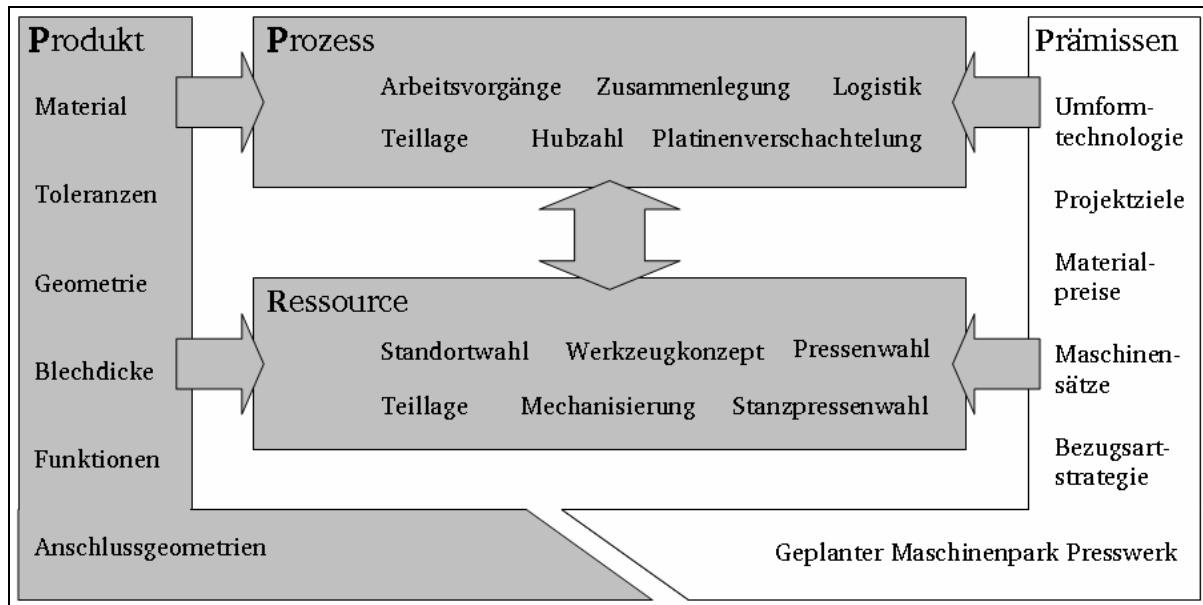 Produkt
Material
Toleranzen
Geometrie
Blechdicke
Funktionen
Anschlussgeometrien
Prozess
Arbeitsvorgänge Zusammenlegung Logistik
Teillage Hubzahl Platinenverschachtelung
Ressource
Standortwahl Werkzeugkonzept Pressenwahl
Teillage Mechanisierung Stanzpressenwahl
Prämissen
Umform-
technologie
Projektziele
Material-
preise
Maschinen-
sätze
Bezugsart-
strategie
Geplanter Maschinenpark Presswerk